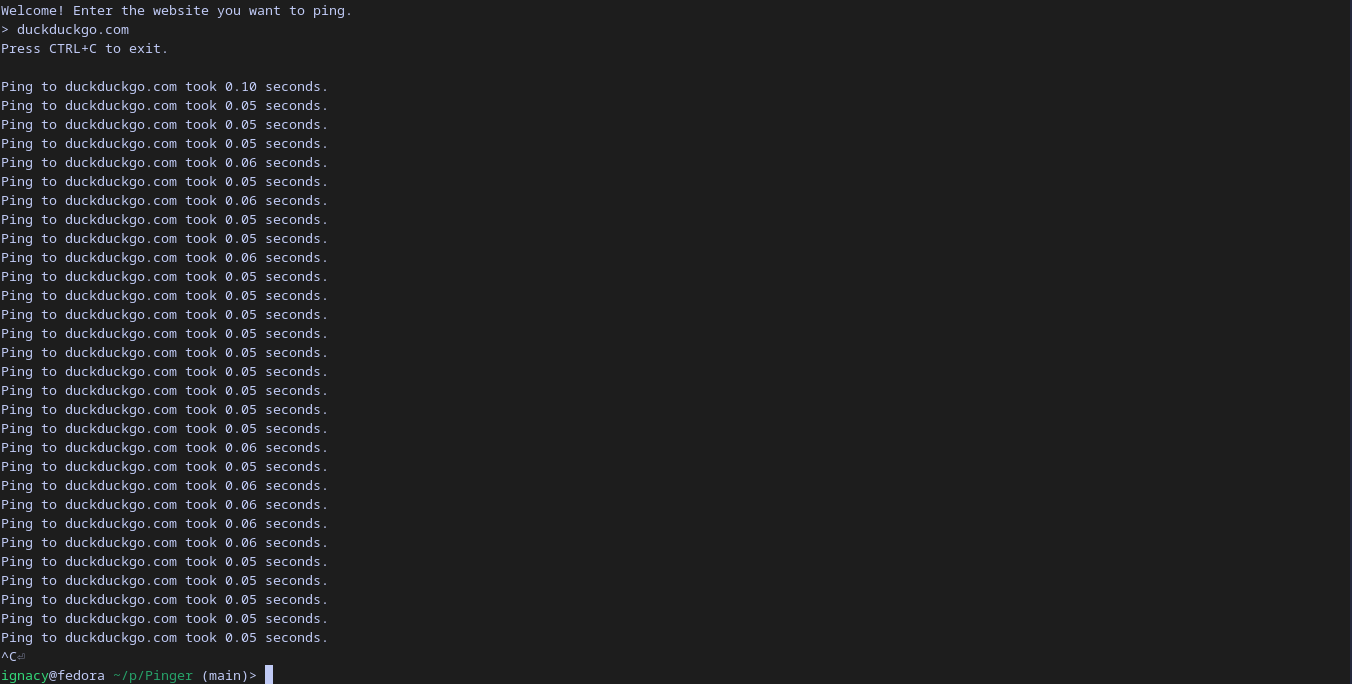 Welcome! Enter the website you want to ping.
> duckduckgo.com
Press CTRL+C to exit.

Ping to duckduckgo.com took 0.10 seconds.
Ping to duckduckgo.com took 0.05 seconds.
Ping to duckduckgo.com took 0.05 seconds.
Ping to duckduckgo.com took 0.05 seconds.
Ping to duckduckgo.com took 0.06 seconds.
Ping to duckduckgo.com took 0.05 seconds.
Ping to duckduckgo.com took 0.06 seconds.
Ping to duckduckgo.com took 0.05 seconds.
Ping to duckduckgo.com took 0.05 seconds.
Ping to duckduckgo.com took 0.06 seconds.
Ping to duckduckgo.com took 0.05 seconds.
Ping to duckduckgo.com took 0.05 seconds.
Ping to duckduckgo.com took 0.05 seconds.
Ping to duckduckgo.com took 0.05 seconds.
Ping to duckduckgo.com took 0.05 seconds.
Ping to duckduckgo.com took 0.05 seconds.
Ping to duckduckgo.com took 0.05 seconds.
Ping to duckduckgo.com took 0.05 seconds.
Ping to duckduckgo.com took 0.05 seconds.
Ping to duckduckgo.com took 0.06 seconds.
Ping to duckduckgo.com took 0.05 seconds.
Ping to duckduckgo.com took 0.06 seconds.
Ping to duckduckgo.com took 0.06 seconds.
Ping to duckduckgo.com took 0.06 seconds.
Ping to duckduckgo.com took 0.06 seconds.
Ping to duckduckgo.com took 0.05 seconds.
Ping to duckduckgo.com took 0.05 seconds.
Ping to duckduckgo.com took 0.05 seconds.
Ping to duckduckgo.com took 0.05 seconds.
Ping to duckduckgo.com took 0.05 seconds.
^C⏎
ignacy@fedora ~/p/Pinger (main)>